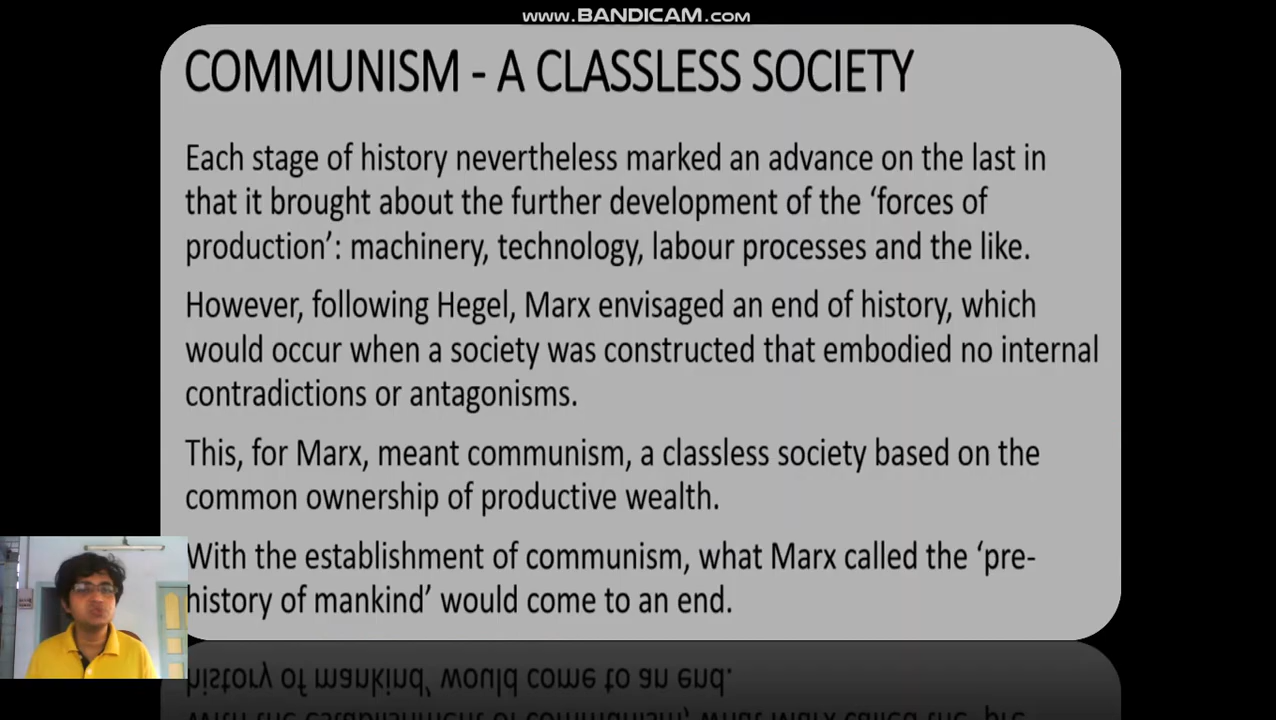 www.BANDICAM.com
COMMUNISM - A CLASSLESS SOCIETY
Each stage of history nevertheless marked an advance on the last in
that it brought about the further development of the ‘forces of
production’: machinery, technology, labour processes and the like.
However, following Hegel, Marx envisaged an end of history, which
would occur when a society was constructed that embodied no internal
contradictions or antagonisms.
This, for Marx, meant communism, a classless society based on the
common ownership of productive wealth.
With the establishment of communism, what Marx called the ‘pre-
history of mankind’ would come to an end.